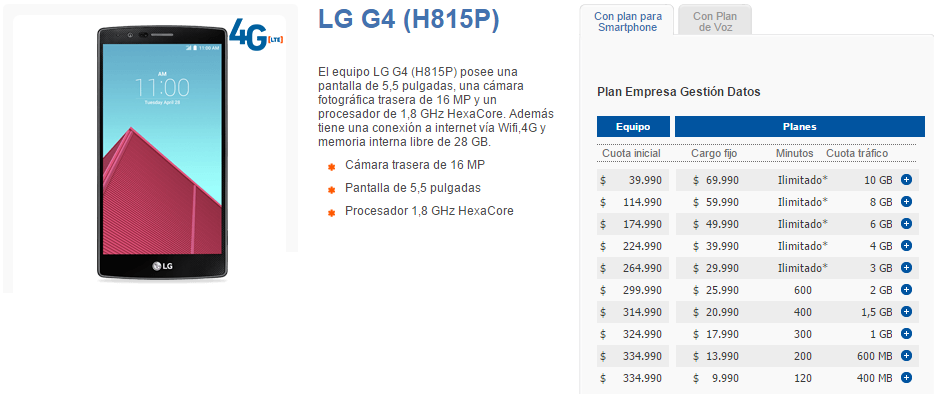 4G [LTE]
11:00 AM
AM
11:00
Tuesday April 28
LG
LG G4 (H815P)
El equipo LG G4 (H815P) posee una
pantalla de 5,5 pulgadas, una cámara
fotográfica trasera de 16 MP y un
procesador de 1,8 GHz HexaCore. Además
tiene una conexión a internet vía Wifi,4G y
memoria interna libre de 28 GB.
Cámara trasera de 16 MP
Pantalla de 5,5 pulgadas
Procesador 1,8 GHz HexaCore
Con plan para
Smartphone
Con Plan
de Voz
Plan Empresa Gestión Datos
Equipo Planes
Cuota inicial Cargo fijo Minutos Cuota tráfico
$ 39.990 $ 69.990 Ilimitado* 10 GB
$ 114.990 $ 59.990 Ilimitado* 8 GB
$ 174.990 $ 49.990 Ilimitado* 6 GB
$ 224.990 $ 39.990 Ilimitado* 4 GB
$ 264.990 $ 29.990 Ilimitado* 3 GB
$ 299.990 $ 25.990 600 2 GB
$ 314.990 $ 20.990 400 1,5 GB
$ 324.990 $ 17.990 300 1 GB
$ 334.990 $ 13.990 200 600 MB
$ 334.990 $ 9.990 120 400 MB